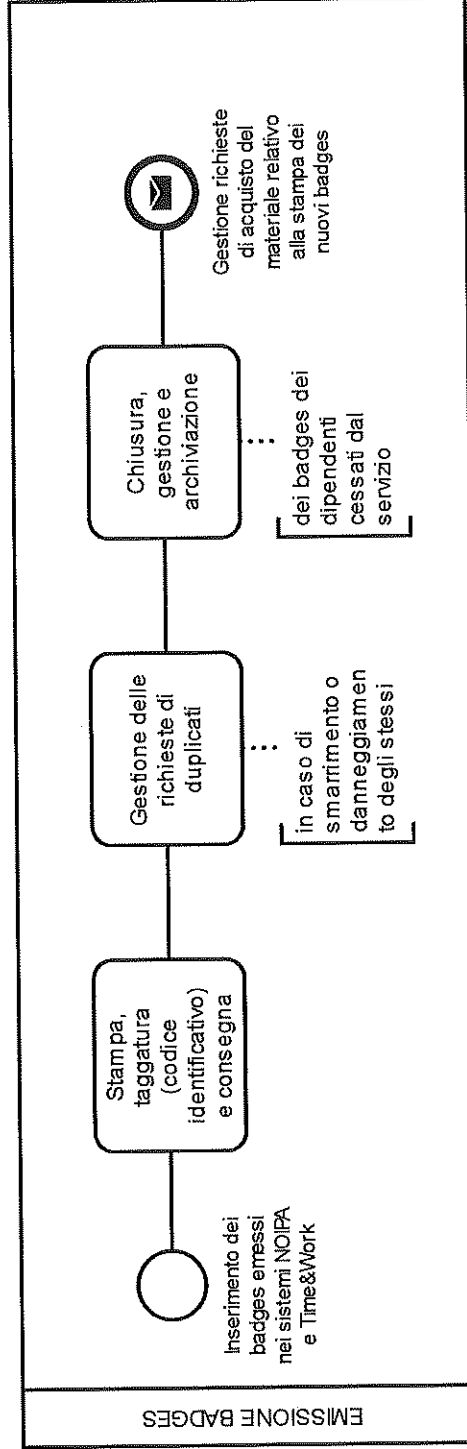 EMISSIONE BADGES
Inserimento dei
badges emessi
nei sistemi NOIPA
e Time&Work
Stampa,
taggatura
(codice
identificativo)
e consegna
Gestione delle
richieste di
duplicati
in caso di
smarrimento o
danneggiamen
to degli stessi
Chiusura,
gestione e
archiviazione
dei badges dei
dipendenti
cessati dal
servizio
Gestione richieste
di acquisto del
materiale relativo
alla stampa dei
nuovi badges